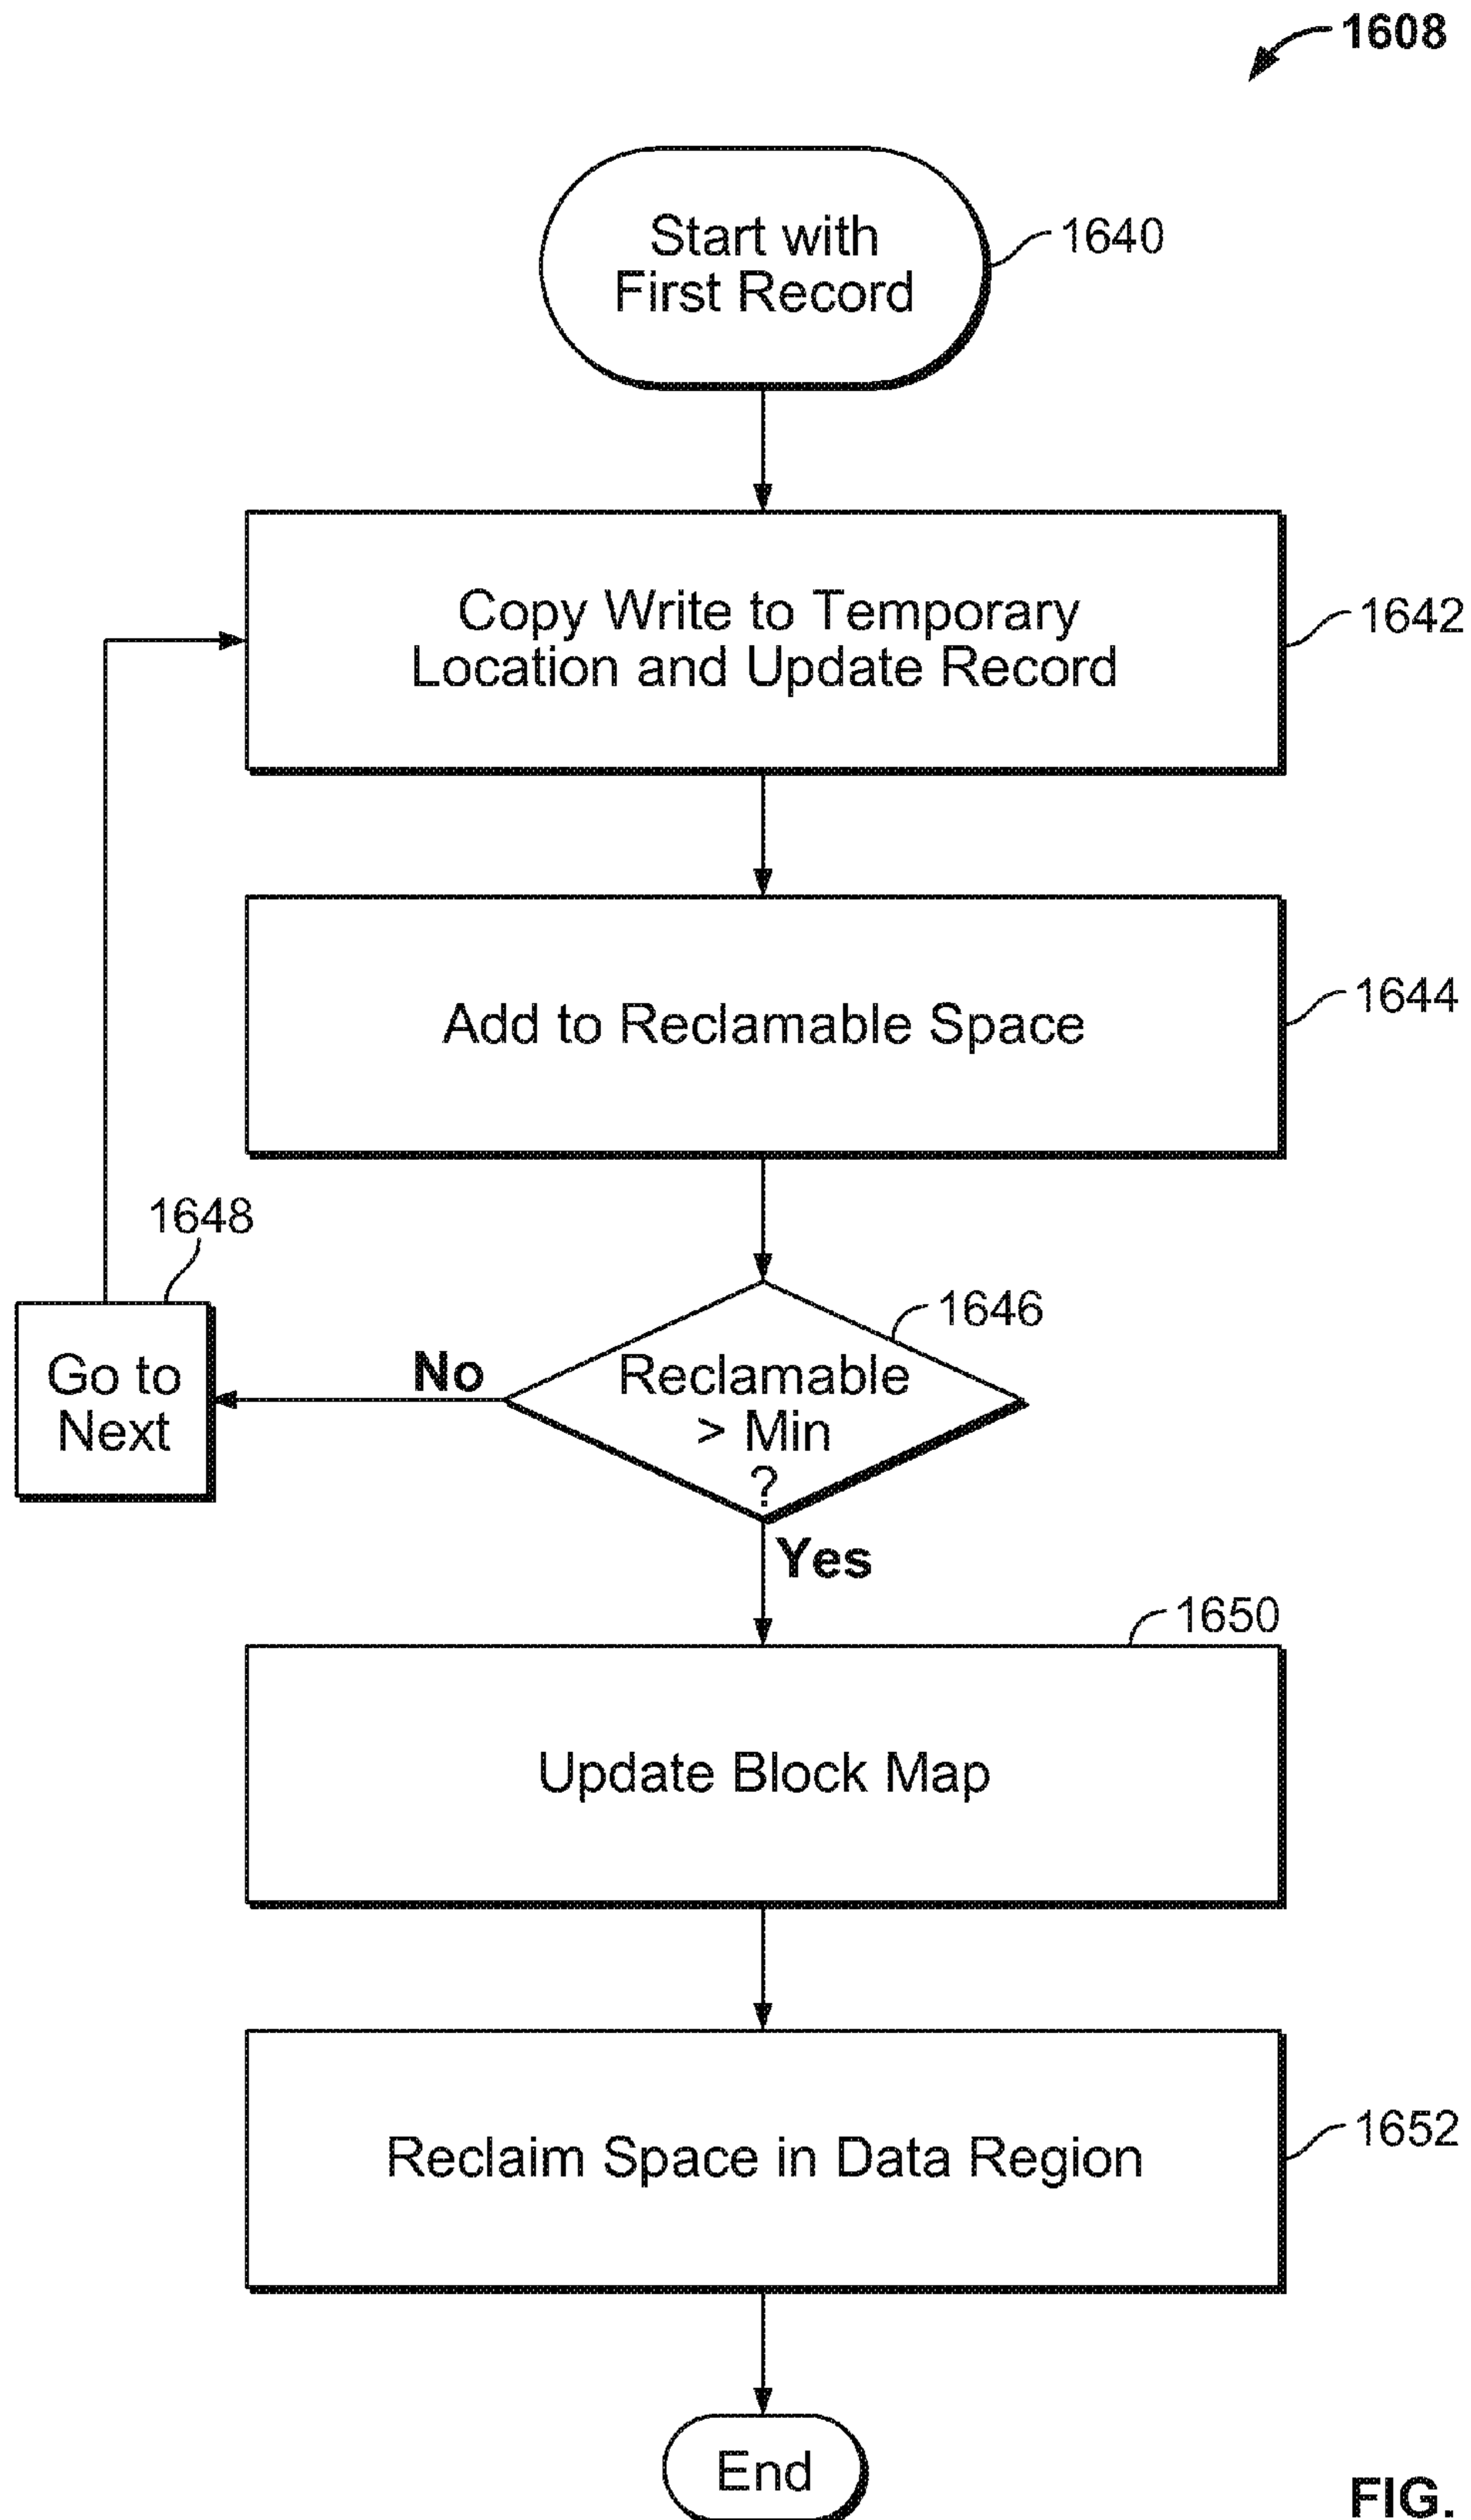 1608
Start with
First Record
1640
Copy Write to Temporary
Location and Update Record
1642
Add to Reclamable Space
1644
1648
Go to
Next
No
Reclamable
> Min
?
1646
Yes
1650
Update Block Map
Reclaim Space in Data Region
1652
End
FIG.